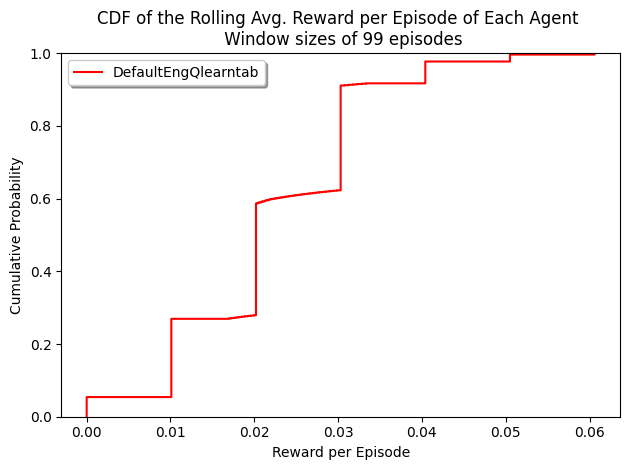 CDF of the Rolling Avg. Reward per Episode of Each Agent
Window sizes of 99 episodes
DefaultEngQlearntab
Cumulative Probability
1.0
0.8
0.6
0.4
0.2
0.0
0.00 0.01 0.02 0.03 0.04 0.05 0.06
Reward per Episode